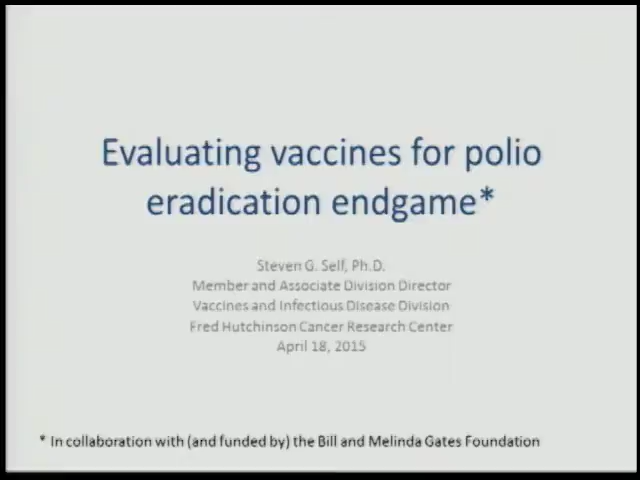 Evaluating vaccines for polio
eradication endgame*
Steven G. Self, Ph.D.
Member and Associate Division Director
Vaccines and Infectious Disease Division
Fred Hutchinson Cancer Research Center
April 18, 2015
* In collaboration with (and funded by) the Bill and Melinda Gates Foundation